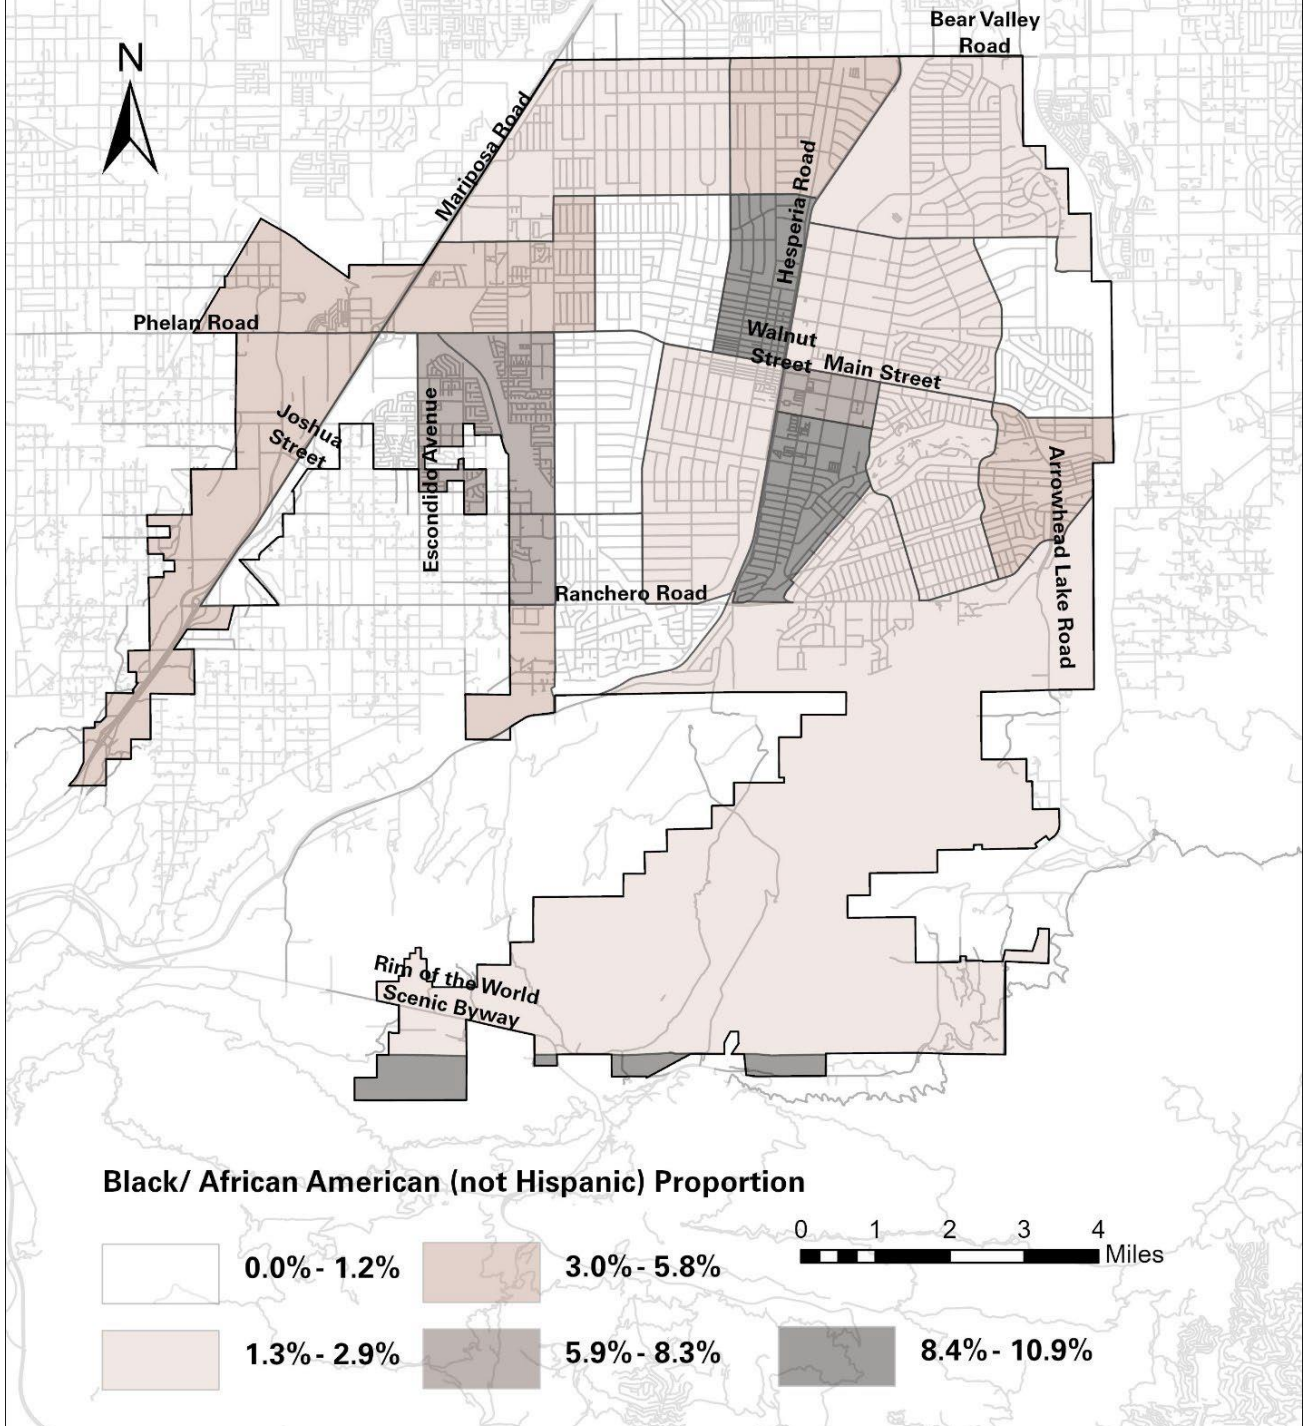 Bear Valley
Road
N
Mariposa Road
Hesperia Road
Phelan Road
Walnut
Street
Main Street
Joshua
Street
Escondido Avenue
Arrowhead Lake Road
Ranchero Road
Rim of the World
Scenic Byway
Black/ African American (not Hispanic) Proportion
0 1 2 3 4
Miles
0.0% - 1.2%
3.0% - 5.8%
1.3% - 2.9%
5.9% - 8.3%
8.4% - 10.9%